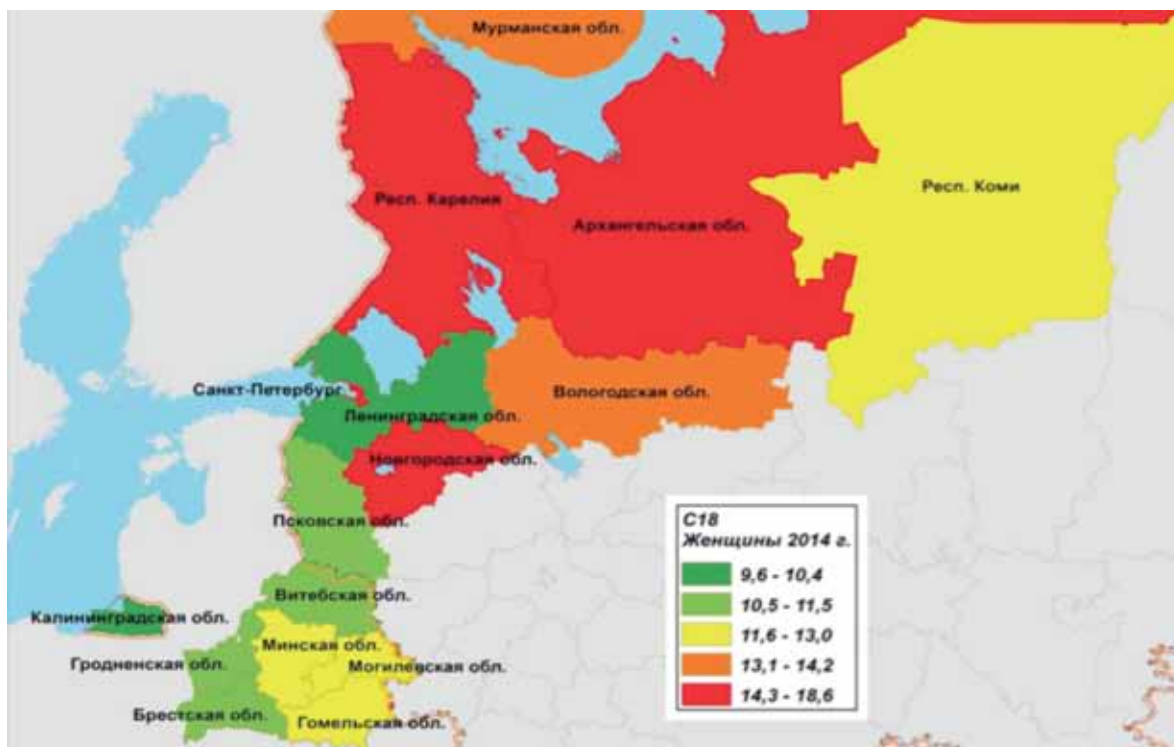 Мурманская обл.
Респ. Карелия
Респ. Коми
Архангельская обл.
Санкт-Петербург
Вологодская обл.
Ленинградская обл.
Новгородская обл.
Псковская обл.
Витебская обл.
Калининградская обл.
Минская обл.
Гродненская обл.
Могилевская обл.
Брестская обл.
Гомельская обл.
C18
Женщины 2014 г.
9,6 - 10,4
10,5 - 11,5
11,6 - 13,0
13,1 - 14,2
14,3 - 18,6